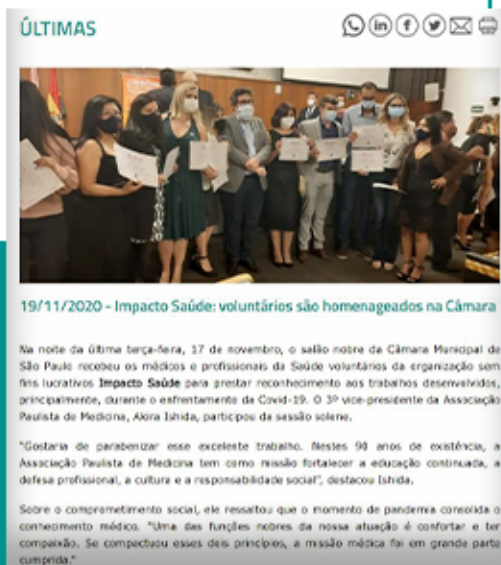 ÚLTIMAS
19/11/2020 - Impacto Saúde: voluntários são homenageados na Câmara
Na noite da última terça-feira, 17 de novembro, o salão nobre da Câmara Municipal de
São Paulo recebeu os médicos e profissionais da Saúde voluntários da organização sem
fins lucrativos Impacto Saúde para prestar reconhecimento aos trabalhos desenvolvidos,
principalmente, durante o enfrentamento da Covid-19. O 3º vice-presidente da Associação
Paulista de Medicina, Akira Ishida, participou da sessão solene.
"Gostaria de parabenizar esse excelente trabalho. Nestes 90 anos de existência, a
Associação Paulista de Medicina tem como missão fortalecer a educação continuada, a
defesa profissional, a cultura e a responsabilidade social", destacou Ishida.
Sobre o comprometimento social, ele ressaltou que o momento de pandemia consolida o
conhecimento médico. "Uma das funções nobres da nossa atuação é confortar e ter
compaixão. Se compactuou esses dois princípios, a missão médica foi em grande parte
cumprida."